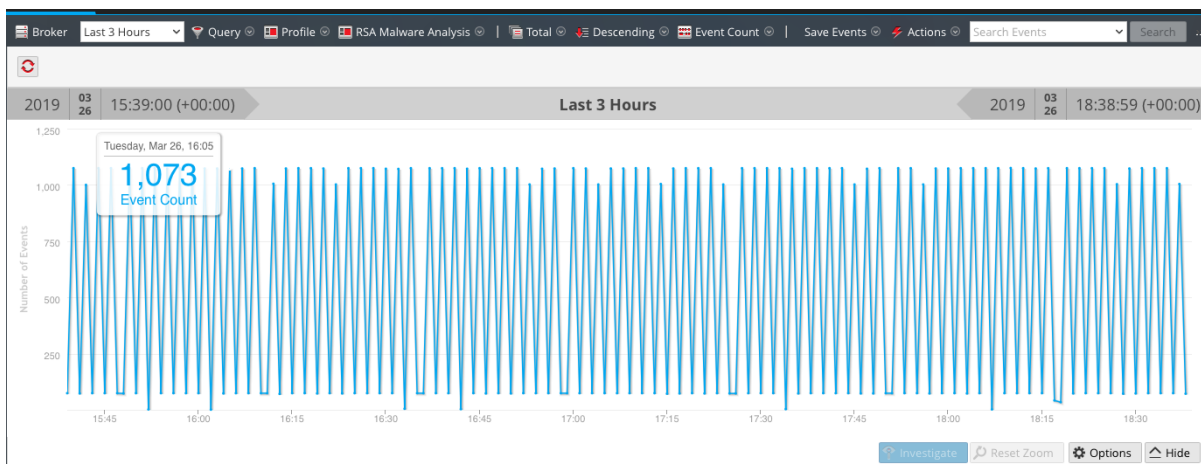 Broker Last 3 Hours Query Profile RSA Malware Analysis | Total Descending Event Count | Save Events Actions Search Events Search ...
2019 03 26 15:39:00 (+00:00) Last 3 Hours 2019 03 26 18:38:59 (+00:00)
1,250
Tuesday, Mar 26, 16:05
1,073
Event Count
1,000
750
500
250
Number of Events
15:45 16:00 16:15 16:30 16:45 17:00 17:15 17:30 17:45 18:00 18:15 18:30
Investigate Reset Zoom Options Hide